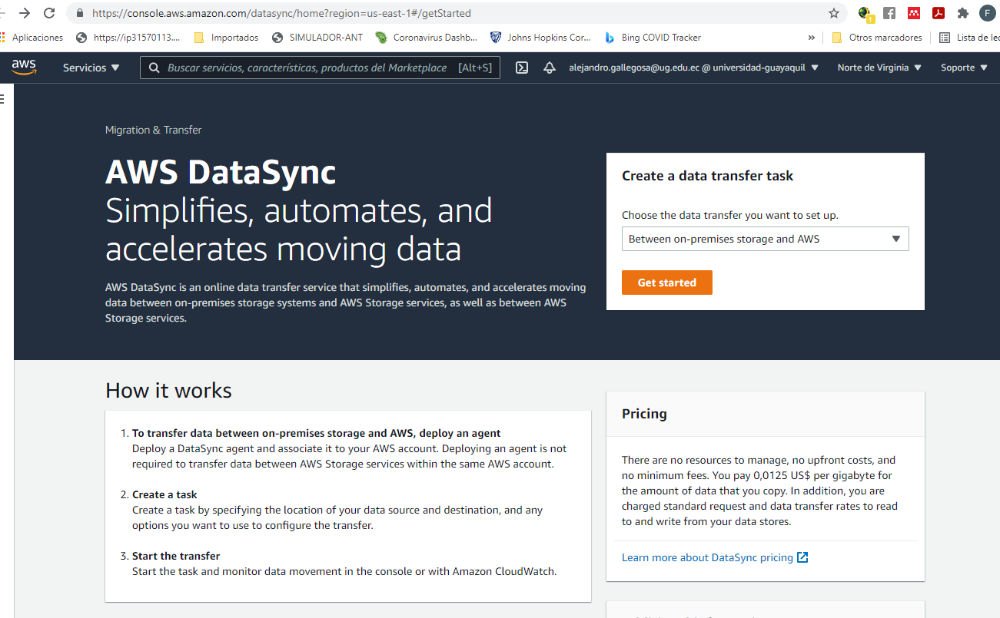 https://console.aws.amazon.com/datasync/home?region=us-east-1#/getStarted
F
Aplicaciones https://ip31570113.... Importados SIMULADOR-ANT Coronavirus Dashb... Johns Hopkins Cor... Bing COVID Tracker » Otros marcadores Lista de lec
aws Servicios Buscar servicios, características, productos del Marketplace [Alt+S] alejandro.gallegosa@ug.edu.ec @ universidad-guayaquil Norte de Virginia Soporte
Migration & Transfer
AWS DataSync
Simplifies, automates, and
accelerates moving data
AWS DataSync is an online data transfer service that simplifies, automates, and accelerates moving
data between on-premises storage systems and AWS Storage services, as well as between AWS
Storage services.
Create a data transfer task
Choose the data transfer you want to set up.
Between on-premises storage and AWS
Get started
How it works
1. To transfer data between on-premises storage and AWS, deploy an agent
Deploy a DataSync agent and associate it to your AWS account. Deploying an agent is not
required to transfer data between AWS Storage services within the same AWS account.
2. Create a task
Create a task by specifying the location of your data source and destination, and any
options you want to use to configure the transfer.
3. Start the transfer
Start the task and monitor data movement in the console or with Amazon CloudWatch.
Pricing
There are no resources to manage, no upfront costs, and
no minimum fees. You pay 0,0125 US$ per gigabyte for
the amount of data that you copy. In addition, you are
charged standard request and data transfer rates to read
to and write from your data stores.
Learn more about DataSync pricing